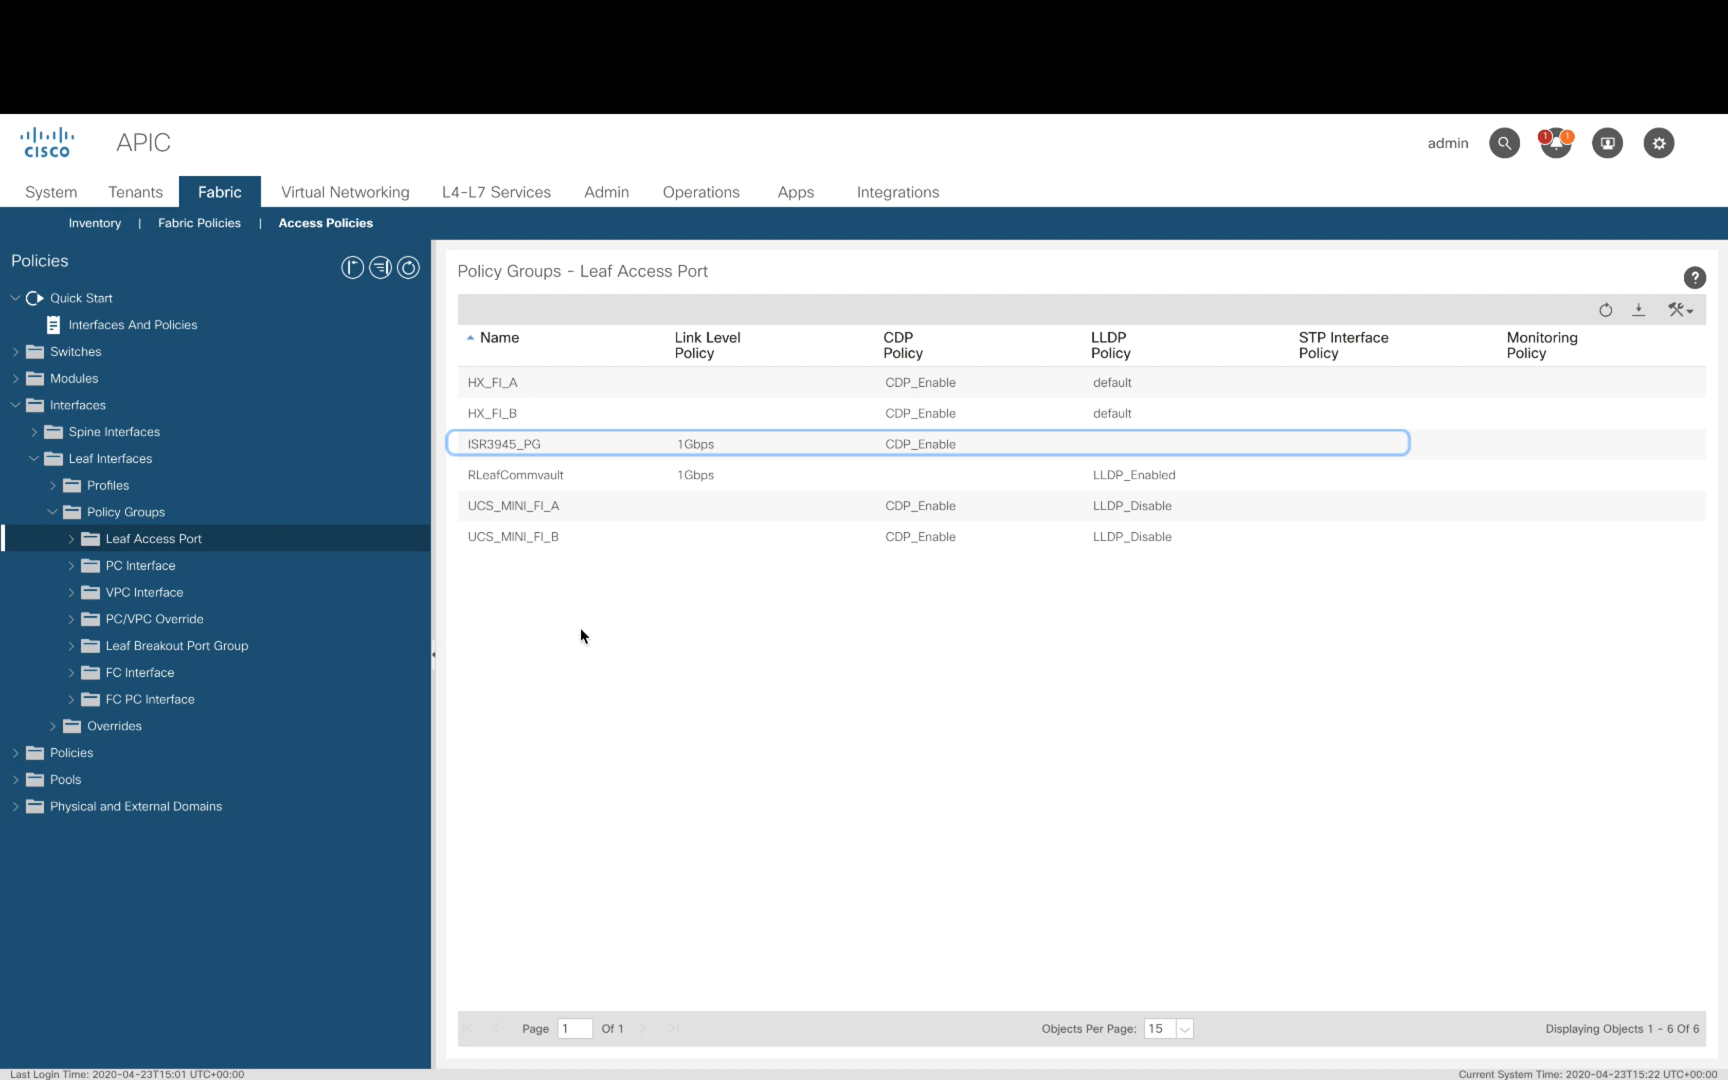 CISCO
APIC
admin
1
1
System Tenants Fabric Virtual Networking L4-L7 Services Admin Operations Apps Integrations
Inventory | Fabric Policies | Access Policies
Policies
Quick Start
Interfaces And Policies
Switches
Modules
Interfaces
Spine Interfaces
Leaf Interfaces
Profiles
Policy Groups
Leaf Access Port
PC Interface
VPC Interface
PC/VPC Override
Leaf Breakout Port Group
FC Interface
FC PC Interface
Overrides
Policies
Pools
Physical and External Domains
Policy Groups - Leaf Access Port
?
Name Link Level Policy CDP Policy LLDP Policy STP Interface Policy Monitoring Policy
HX_FI_A CDP_Enable default
HX_FI_B CDP_Enable default
ISR3945_PG 1Gbps CDP_Enable
RLeafCommvault 1Gbps LLDP_Enabled
UCS_MINI_FI_A CDP_Enable LLDP_Disable
UCS_MINI_FI_B CDP_Enable LLDP_Disable
Page 1 Of 1 Objects Per Page: 15 Displaying Objects 1 - 6 Of 6
Last Login Time: 2020-04-23T15:01 UTC+00:00 Current System Time: 2020-04-23T15:22 UTC+00:00